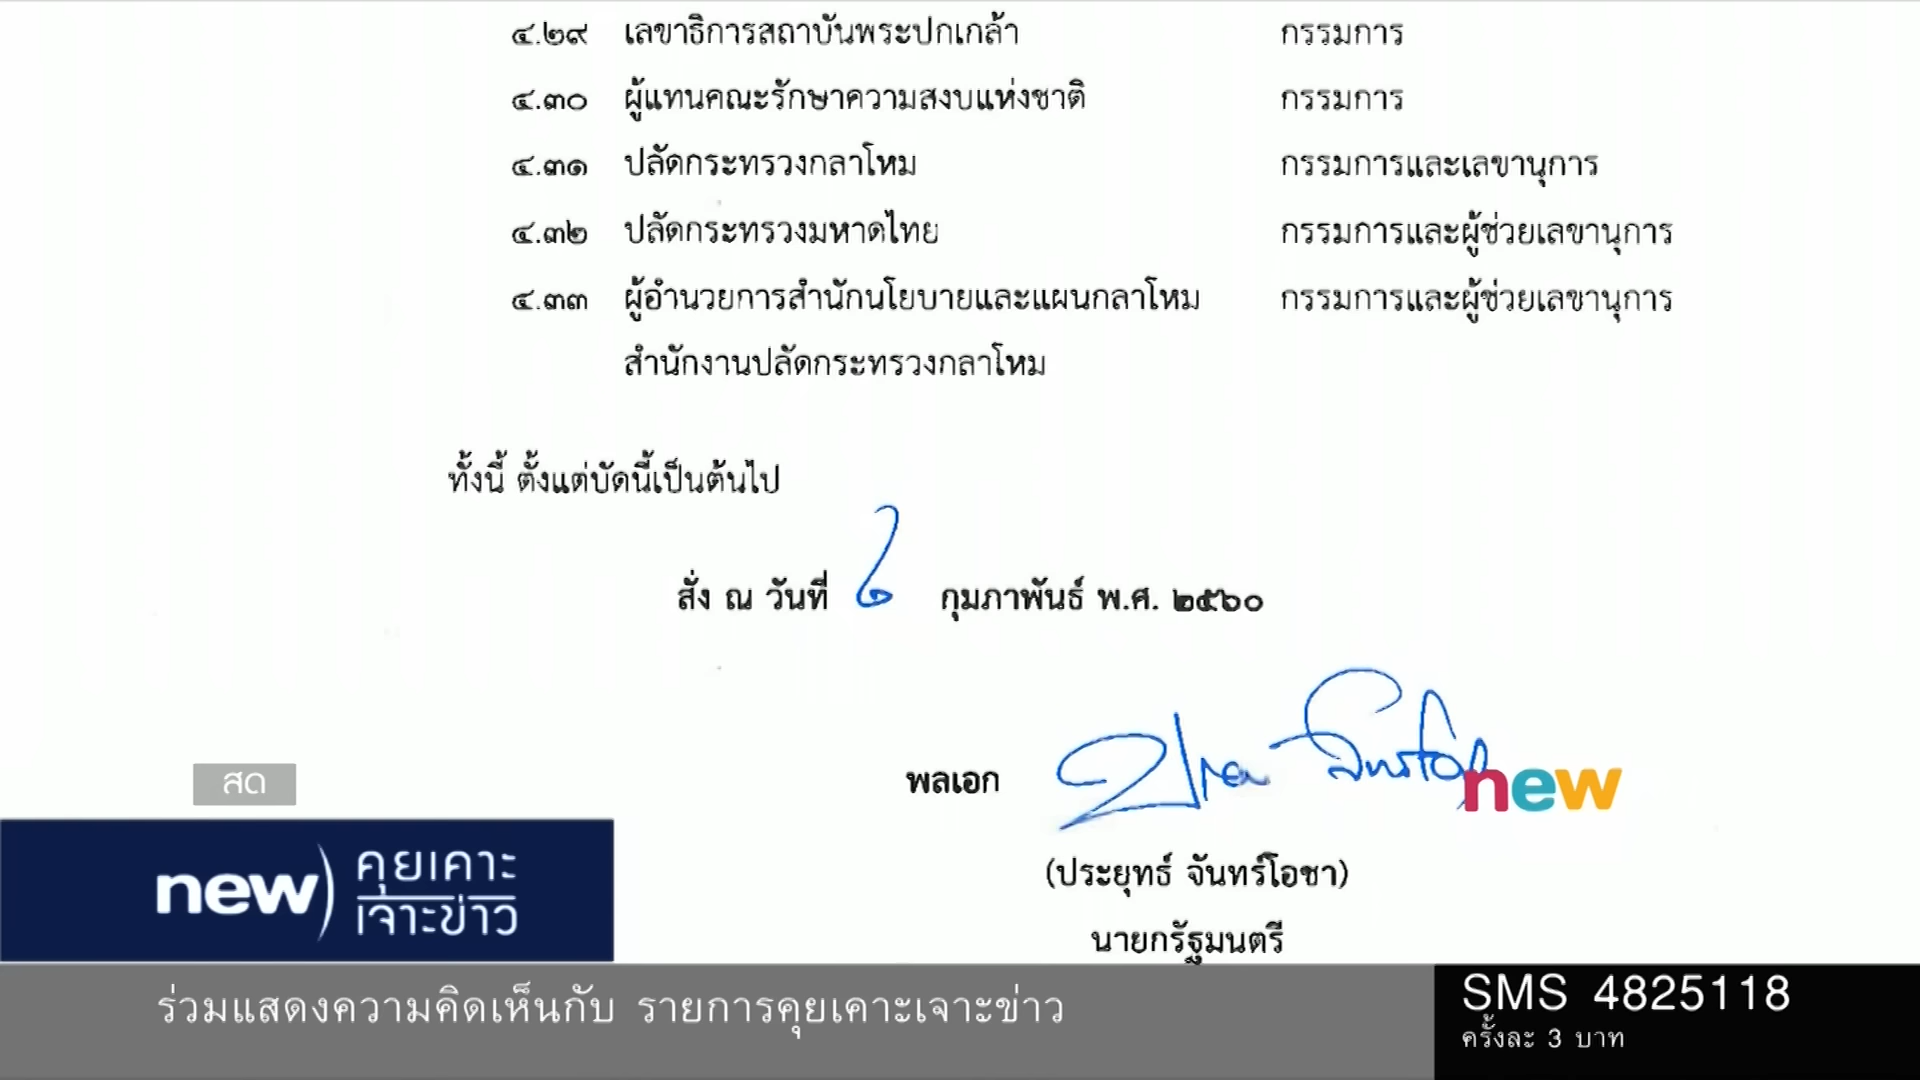 ๔.๒๙ เลขาธิการสถาบันพระปกเกล้า กรรมการ
๔.๓๐ ผู้แทนคณะรักษาความสงบแห่งชาติ กรรมการ
๔.๓๑ ปลัดกระทรวงกลาโหม กรรมการและเลขานุการ
๔.๓๒ ปลัดกระทรวงมหาดไทย กรรมการและผู้ช่วยเลขานุการ
๔.๓๓ ผู้อำนวยการสำนักนโยบายและแผนกลาโหม กรรมการและผู้ช่วยเลขานุการ
สำนักงานปลัดกระทรวงกลาโหม
ทั้งนี้ ตั้งแต่บัดนี้เป็นต้นไป
สั่ง ณ วันที่ ๖ กุมภาพันธ์ พ.ศ. ๒๕๖๐
พลเอก
new
(ประยุทธ์ จันทร์โอชา)
นายกรัฐมนตรี
สด
new) คุยเคาะ
เจาะข่าว
ร่วมแสดงความคิดเห็นกับ รายการคุยเคาะเจาะข่าว
SMS 4825118
ครั้งละ 3 บาท